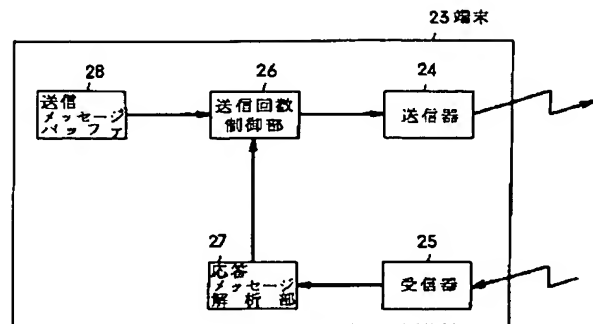 23 端末
28
26
24
送信
メッセージ
バッファ
送信回数
制御部
送信器
27
25
応答
メッセージ
解析部
受信器